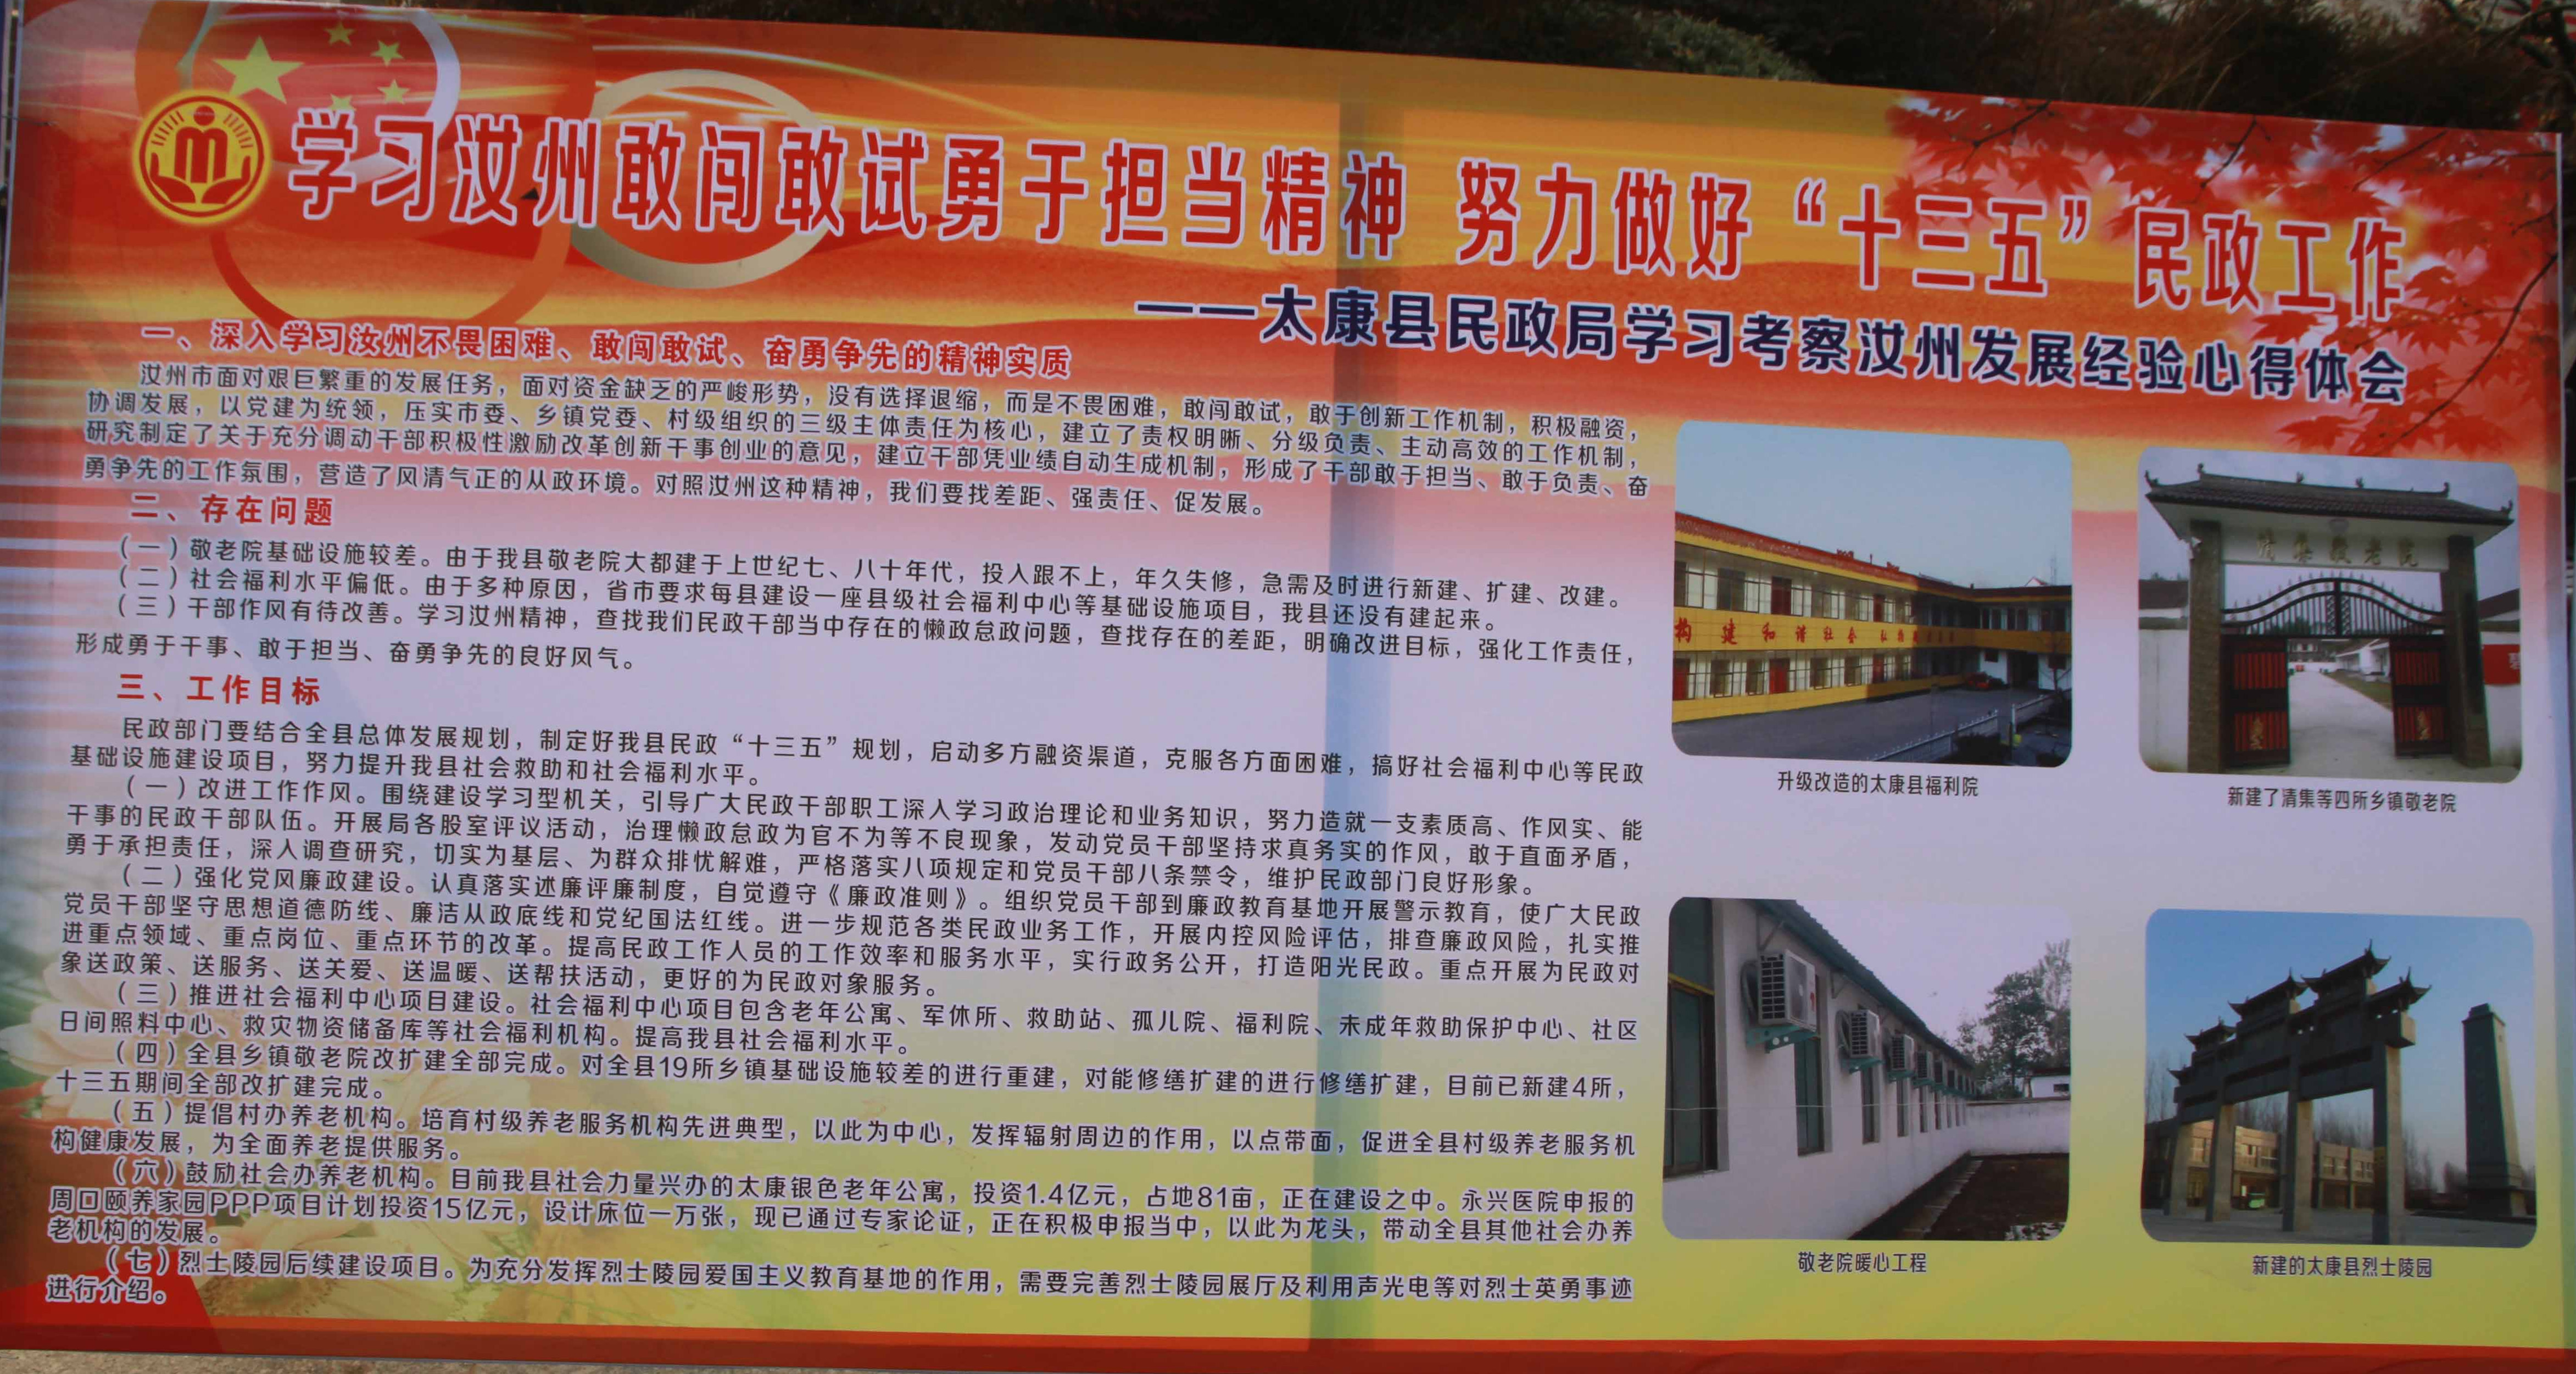 学习汝州敢闯敢试勇于担当精神 努力做好“十三五”民政工作
——太康县民政局学习考察汝州发展经验心得体会
一、深入学习汝州不畏困难、敢闯敢试、奋勇争先的精神实质
汝州市面对艰巨繁重的发展任务，面对资金缺乏的严峻形势，没有选择退缩，而是不畏困难，敢闯敢试，敢于创新工作机制，积极融资，
协调发展，以党建为统领，压实市委、乡镇党委、村级组织的三级主体责任为核心，建立了责权明晰、分级负责、主动高效的工作机制，
研究制定了关于充分调动干部积极性激励改革创新干事创业的意见，建立干部凭业绩自动生成机制，形成了干部敢于担当、敢于负责、奋
勇争先的工作氛围，营造了风清气正的从政环境。对照汝州这种精神，我们要找差距、强责任、促发展。
二、存在问题
（一）敬老院基础设施较差。由于我县敬老院大都建于上世纪七、八十年代，投入跟不上，年久失修，急需及时进行新建、扩建、改建。
（二）社会福利水平偏低。由于多种原因，省市要求每县建设一座县级社会福利中心等基础设施项目，我县还没有建起来。
（三）干部作风有待改善。学习汝州精神，查找我们民政干部当中存在的懒政怠政问题，查找存在的差距，明确改进目标，强化工作责任，
形成勇于干事、敢于担当、奋勇争先的良好风气。
三、工作目标
民政部门要结合全县总体发展规划，制定好我县民政“十三五”规划，启动多方融资渠道，克服各方面困难，搞好社会福利中心等民政
基础设施建设项目，努力提升我县社会救助和社会福利水平。
（一）改进工作作风。围绕建设学习型机关，引导广大民政干部职工深入学习政治理论和业务知识，努力造就一支素质高、作风实、能
干事的民政干部队伍。开展局各股室评议活动，治理懒政怠政为官不为等不良现象，发动党员干部坚持求真务实的作风，敢于直面矛盾，
勇于承担责任，深入调查研究，切实为基层、为群众排忧解难，严格落实八项规定和党员干部八条禁令，维护民政部门良好形象。
（二）强化党风廉政建设。认真落实述廉评廉制度，自觉遵守《廉政准则》。组织党员干部到廉政教育基地开展警示教育，使广大民政
党员干部坚守思想道德防线、廉洁从政底线和党纪国法红线。进一步规范各类民政业务工作，开展内控风险评估，排查廉政风险，扎实推
进重点领域、重点岗位、重点环节的改革。提高民政工作人员的工作效率和服务水平，实行政务公开，打造阳光民政。重点开展为民政对
象送政策、送服务、送关爱、送温暖、送帮扶活动，更好的为民政对象服务。
（三）推进社会福利中心项目建设。社会福利中心项目包含老年公寓、军休所、救助站、孤儿院、福利院、未成年救助保护中心、社区
日间照料中心、救灾物资储备库等社会福利机构。提高我县社会福利水平。
（四）全县乡镇敬老院改扩建全部完成。对全县19所乡镇基础设施较差的进行重建，对能修缮扩建的进行修缮扩建，目前已新建4所，
十三五期间全部改扩建完成。
（五）提倡村办养老机构。培育村级养老服务机构先进典型，以此为中心，发挥辐射周边的作用，以点带面，促进全县村级养老服务机
构健康发展，为全面养老提供服务。
（六）鼓励社会办养老机构。目前我县社会力量兴办的太康银色老年公寓，投资1.4亿元，占地81亩，正在建设之中。永兴医院申报的
周口颐养家园PPP项目计划投资15亿元，设计床位一万张，现已通过专家论证，正在积极申报当中，以此为龙头，带动全县其他社会办养
老机构的发展。
（七）烈士陵园后续建设项目。为充分发挥烈士陵园爱国主义教育基地的作用，需要完善烈士陵园展厅及利用声光电等对烈士英勇事迹
进行介绍。
构建和谐社会
升级改造的太康县福利院
清集敬老院
新建了清集等四所乡镇敬老院
敬老院暖心工程
新建的太康县烈士陵园